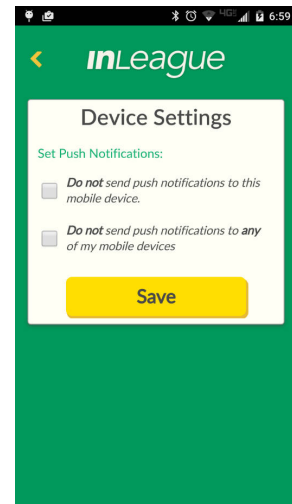 4G 6:59
inLeague
Device Settings
Set Push Notifications:
Do not send push notifications to this
mobile device.
Do not send push notifications to any
of my mobile devices
Save